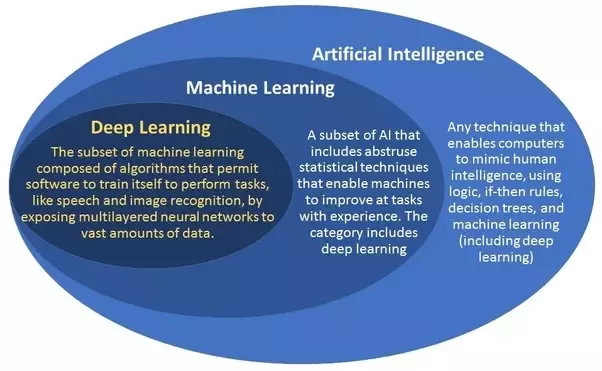 Artificial Intelligence
Machine Learning
Deep Learning
The subset of machine learning
composed of algorithms that permit
software to train itself to perform tasks,
like speech and image recognition, by
exposing multilayered neural networks to
vast amounts of data.
A subset of AI that
includes abstruse
statistical techniques
that enable machines
to improve at tasks
with experience. The
category includes
deep learning
Any technique that
enables computers
to mimic human
intelligence, using
logic, if-then rules,
decision trees, and
machine learning
(including deep
learning)